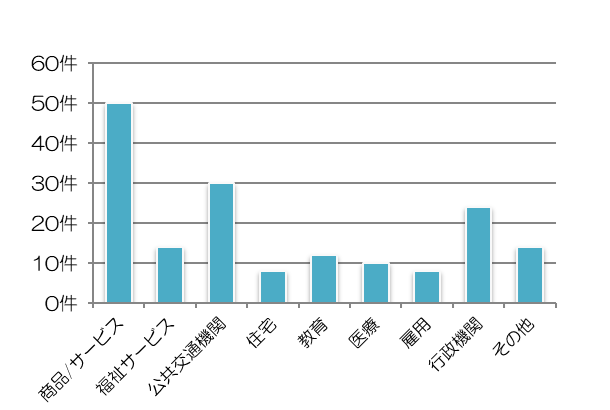 60件
50件
40件
30件
20件
10件
0件
商品/サービス
福祉サービス
公共交通機関
住宅
教育
医療
雇用
行政機関
その他